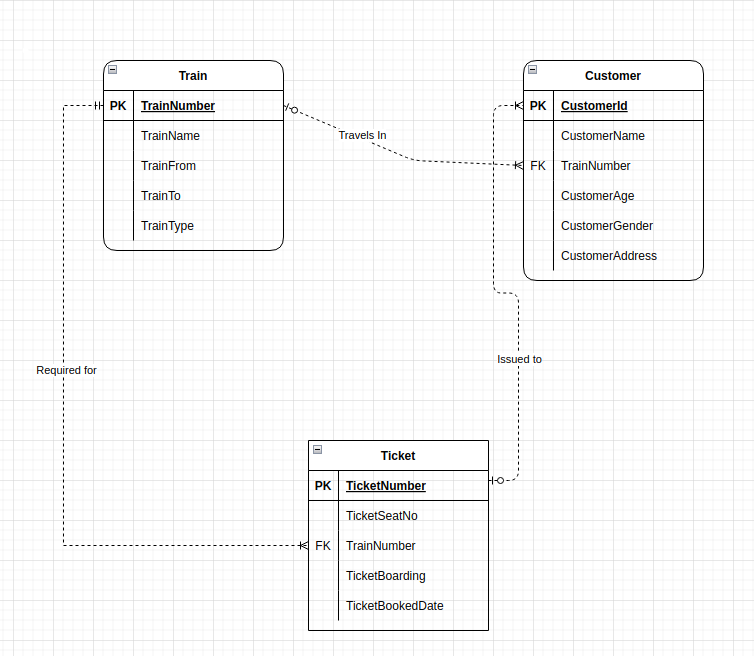 Train
PK TrainNumber
TrainName
TrainFrom
TrainTo
TrainType
Customer
PK CustomerId
CustomerName
FK TrainNumber
CustomerAge
CustomerGender
CustomerAddress
Travels In
Required for
Issued to
Ticket
PK TicketNumber
TicketSeatNo
FK TrainNumber
TicketBoarding
TicketBookedDate